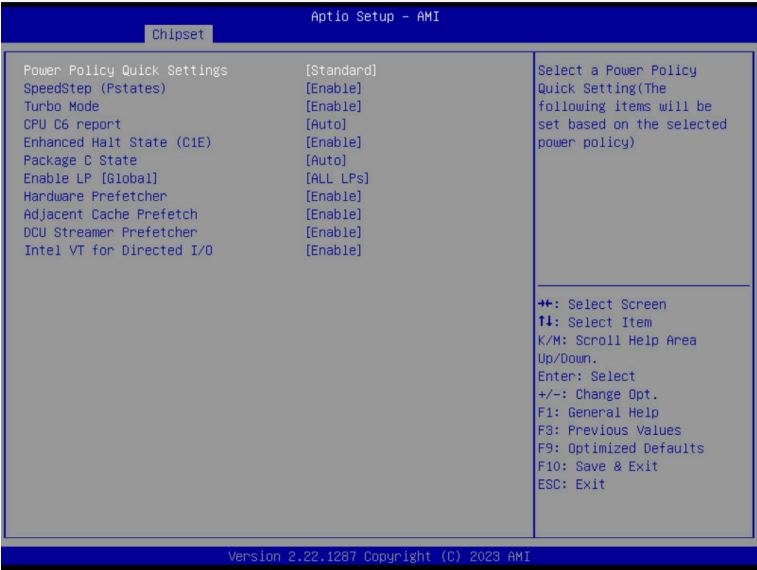 Aptio Setup – AMI
Chipset
Power Policy Quick Settings [Standard]
SpeedStep (Pstates) [Enable]
Turbo Mode [Enable]
CPU C6 report [Auto]
Enhanced Halt State (C1E) [Enable]
Package C State [Auto]
Enable LP [Global] [ALL LPs]
Hardware Prefetcher [Enable]
Adjacent Cache Prefetch [Enable]
DCU Streamer Prefetcher [Enable]
Intel VT for Directed I/O [Enable]
Select a Power Policy
Quick Setting(The
following items will be
set based on the selected
power policy)
→←: Select Screen
↑↓: Select Item
K/M: Scroll Help Area
Up/Down.
Enter: Select
+/-: Change Opt.
F1: General Help
F3: Previous Values
F9: Optimized Defaults
F10: Save & Exit
ESC: Exit
Version 2.22.1287 Copyright (C) 2023 AMI